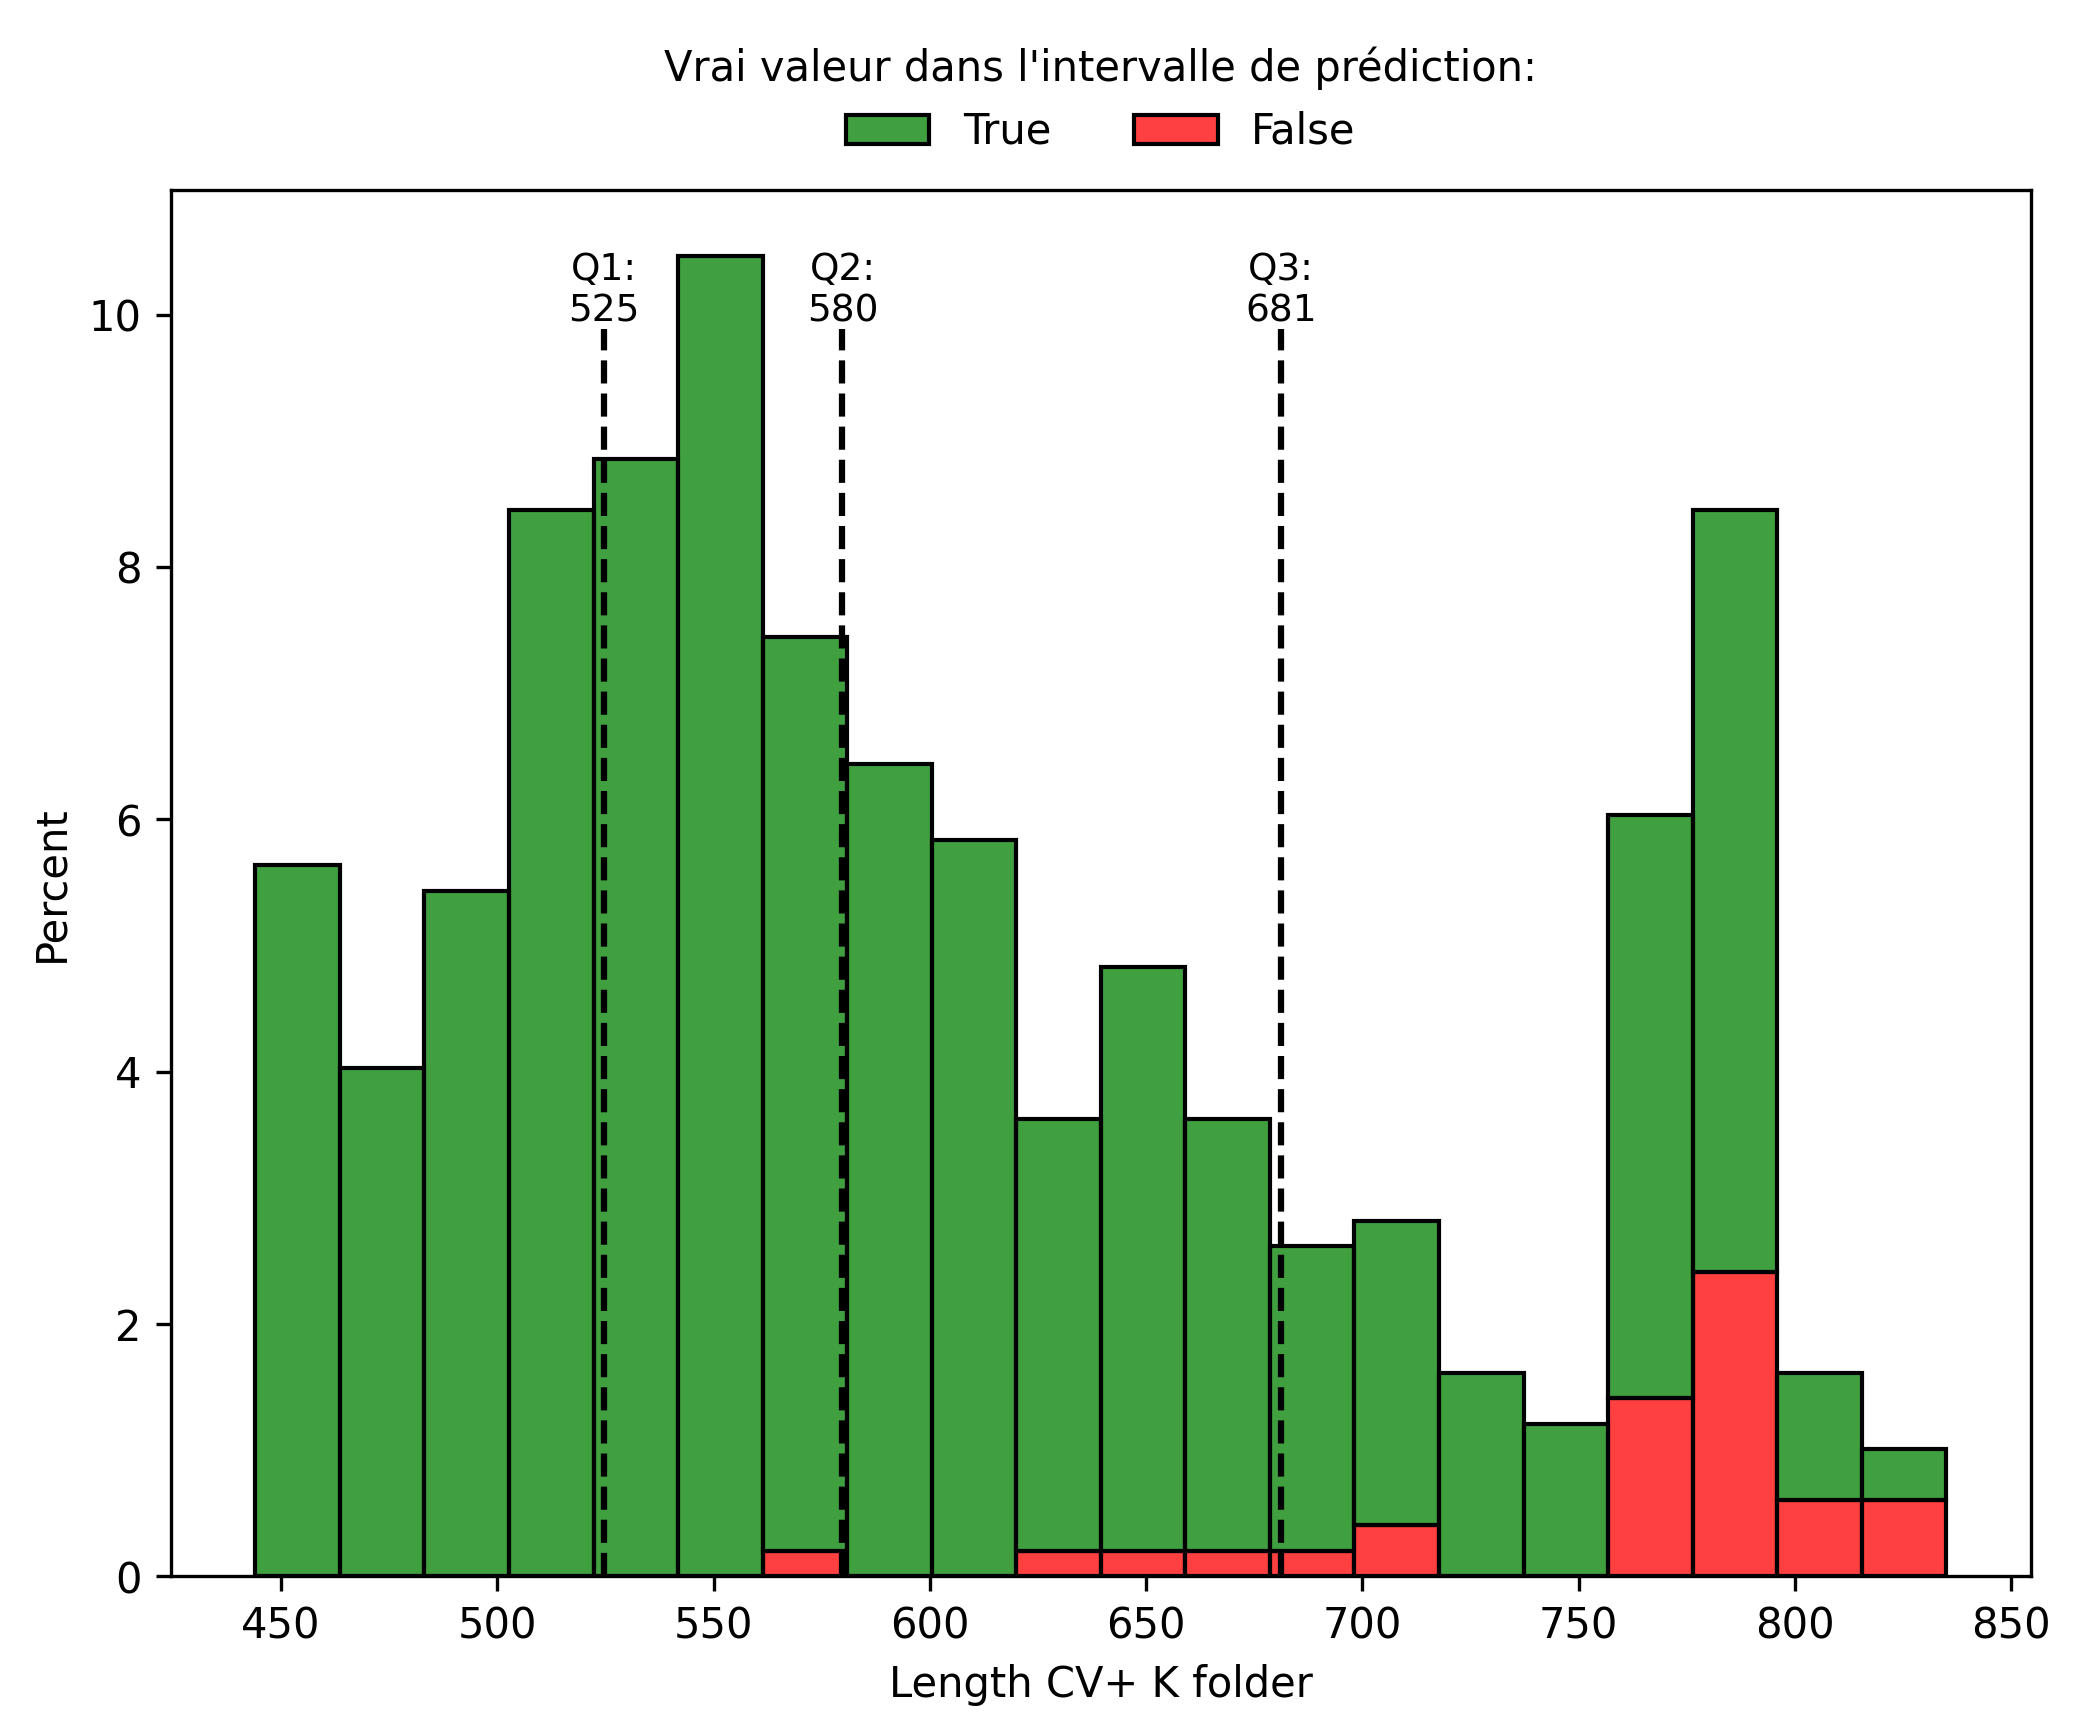 Vrai valeur dans l'intervalle de prédiction:
True False
Q1:
525
Q2:
580
Q3:
681
10
8
6
4
2
0
Percent
450 500 550 600 650 700 750 800 850
Length CV+ K folder